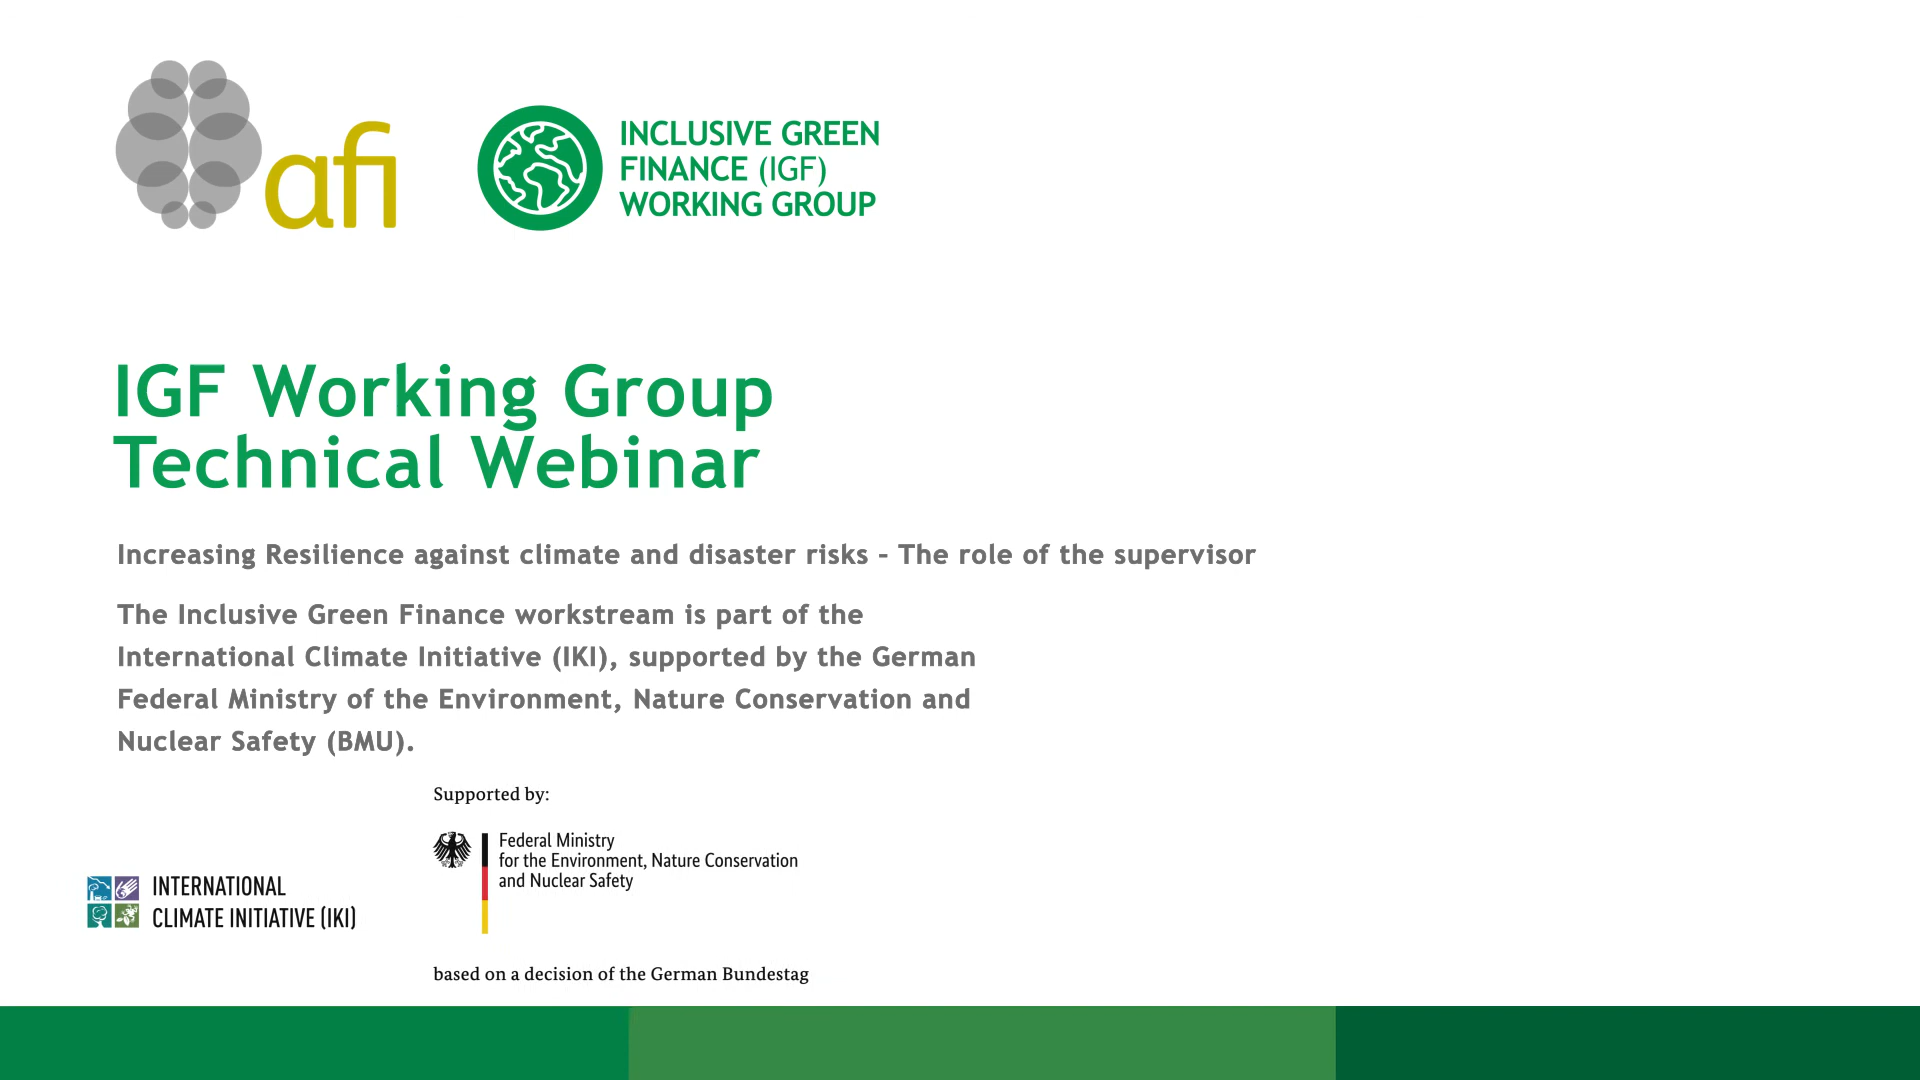 afi
INCLUSIVE GREEN
FINANCE (IGF)
WORKING GROUP
IGF Working Group
Technical Webinar
Increasing Resilience against climate and disaster risks - The role of the supervisor
The Inclusive Green Finance workstream is part of the
International Climate Initiative (IKI), supported by the German
Federal Ministry of the Environment, Nature Conservation and
Nuclear Safety (BMU).
Supported by:
Federal Ministry
for the Environment, Nature Conservation
and Nuclear Safety
INTERNATIONAL
CLIMATE INITIATIVE (IKI)
based on a decision of the German Bundestag